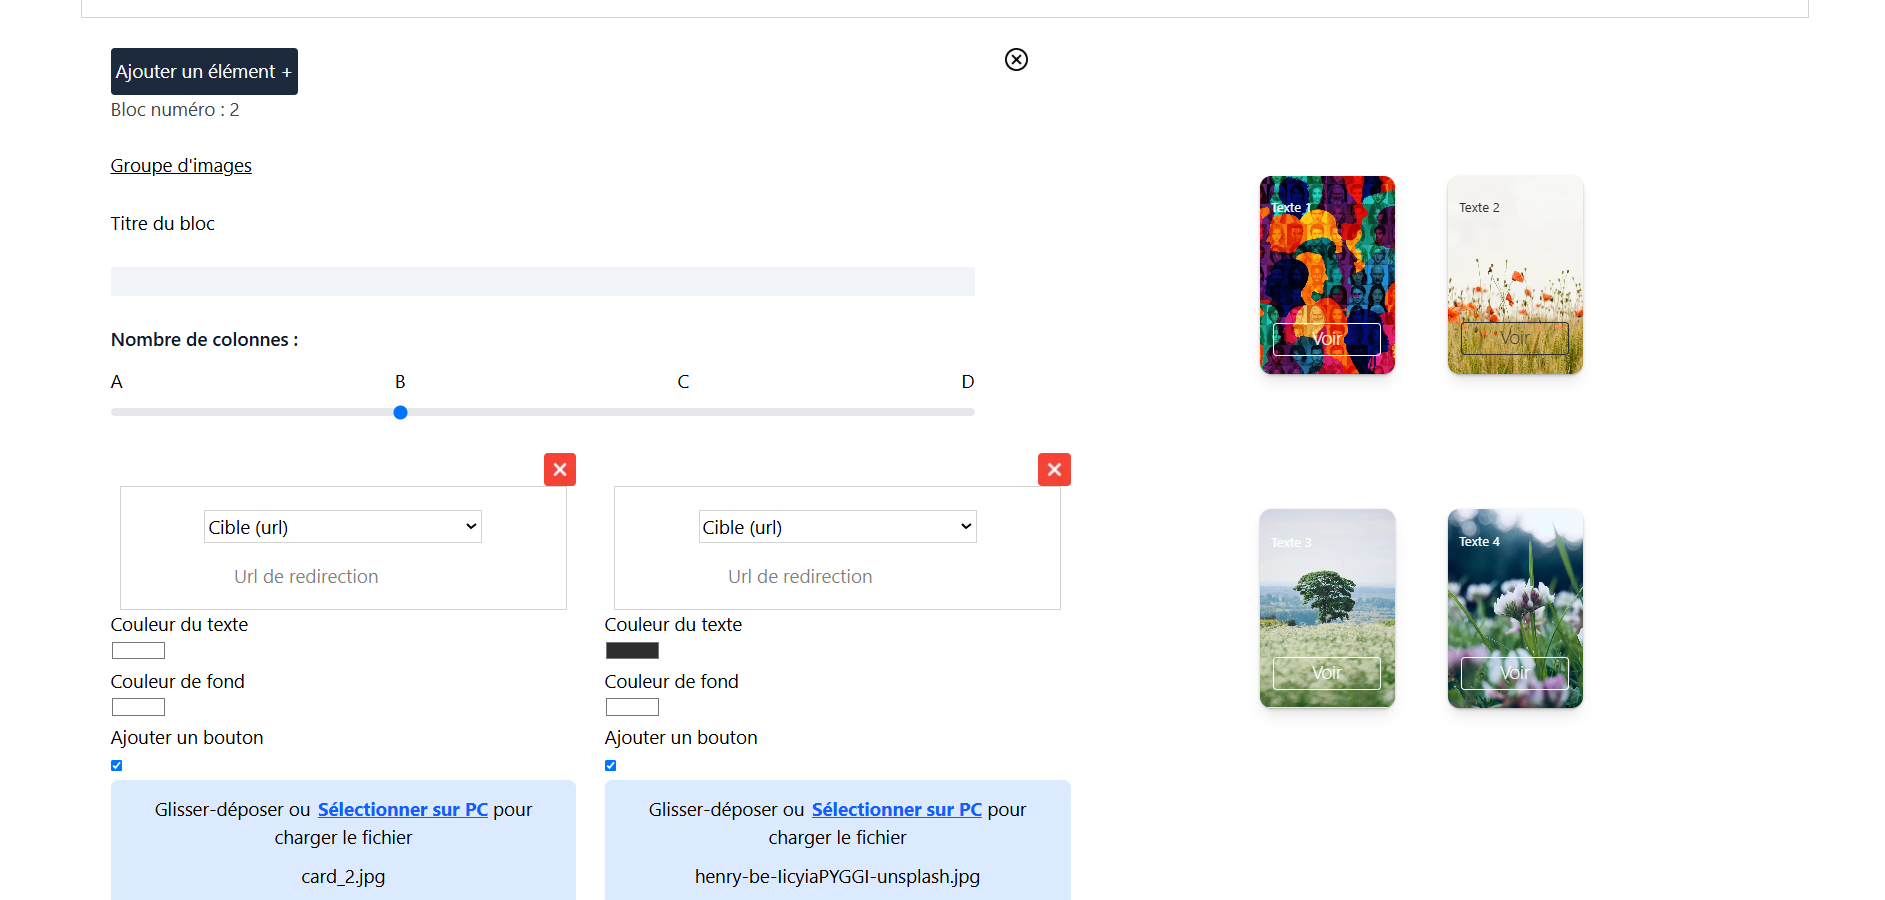 Ajouter un élément +
Bloc numéro : 2
Groupe d'images
Titre du bloc
Nombre de colonnes :
A B C D
Cible (url)
Url de redirection
Couleur du texte
Couleur de fond
Ajouter un bouton
Glisser-déposer ou Sélectionner sur PC pour
charger le fichier
card_2.jpg
Cible (url)
Url de redirection
Couleur du texte
Couleur de fond
Ajouter un bouton
Glisser-déposer ou Sélectionner sur PC pour
charger le fichier
henry-be-IicyiaPYGGI-unsplash.jpg
Texte 1
Voir
Texte 2
Voir
Texte 3
Voir
Texte 4
Voir